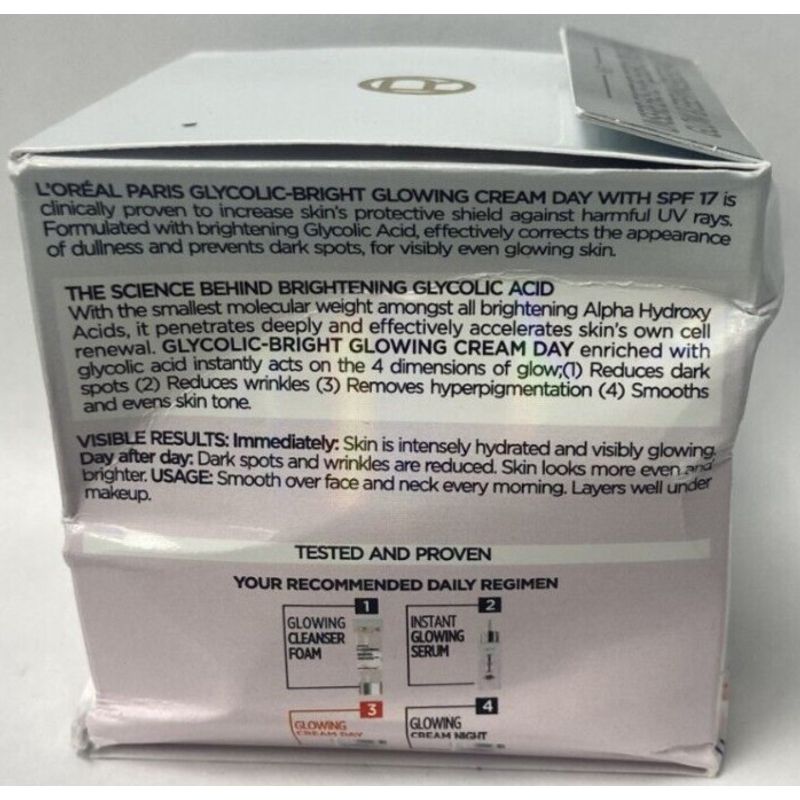 L'ORÉAL PARIS GLYCOLIC-BRIGHT GLOWING CREAM DAY WITH SPF 17 is
clinically proven to increase skin's protective shield against harmful UV rays.
Formulated with brightening Glycolic Acid, effectively corrects the appearance
of dullness and prevents dark spots, for visibly even glowing skin.
THE SCIENCE BEHIND BRIGHTENING GLYCOLIC ACID
With the smallest molecular weight amongst all brightening Alpha Hydroxy
Acids, it penetrates deeply and effectively accelerates skin's own cell
renewal. GLYCOLIC-BRIGHT GLOWING CREAM DAY enriched with
glycolic acid instantly acts on the 4 dimensions of glow;(1) Reduces dark
spots (2) Reduces wrinkles (3) Removes hyperpigmentation (4) Smooths
and evens skin tone.
VISIBLE RESULTS: Immediately: Skin is intensely hydrated and visibly glowing.
Day after day: Dark spots and wrinkles are reduced. Skin looks more even and
brighter. USAGE: Smooth over face and neck every morning. Layers well under
makeup.
TESTED AND PROVEN
YOUR RECOMMENDED DAILY REGIMEN
1
GLOWING
CLEANSER
FOAM
2
INSTANT
GLOWING
SERUM
3
GLOWING
CREAM DAY
4
GLOWING
CREAM NIGHT